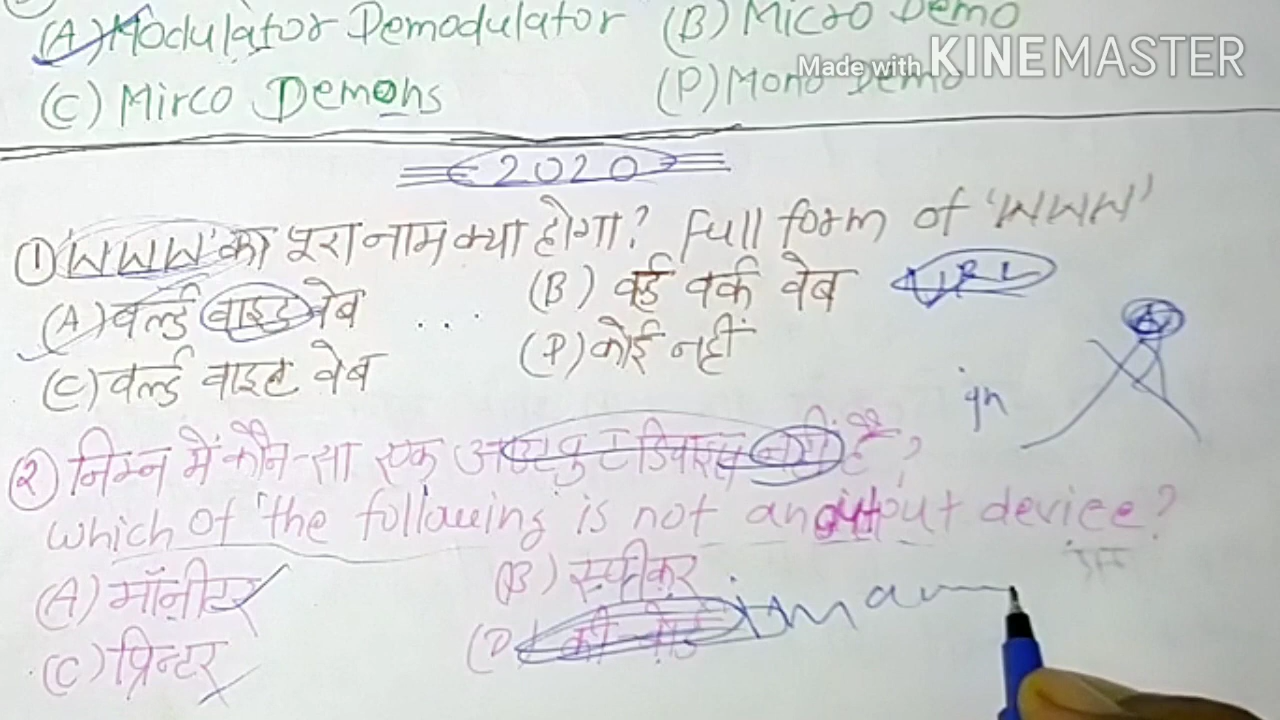 (A) Modulator Demodulator (B) Micro Demo
Made with KINEMASTER
(C) Mirco Demons (D) Mono Demo
2020
① 'WWW' का पूरा नाम क्या होगा? Full form of 'WWW'
(A) वर्ल्ड वाइड वेब (B) वर्ड वर्क वेब URL
(C) वर्ल्ड वाइट वेब (D) कोई नहीं
② निम्न में कौन-सा एक आउटपुट डिवाइस नहीं है?
which of the following is not an output device?
(A) मॉनीटर (B) स्पीकर
(C) प्रिन्टर (D) की बोर्ड